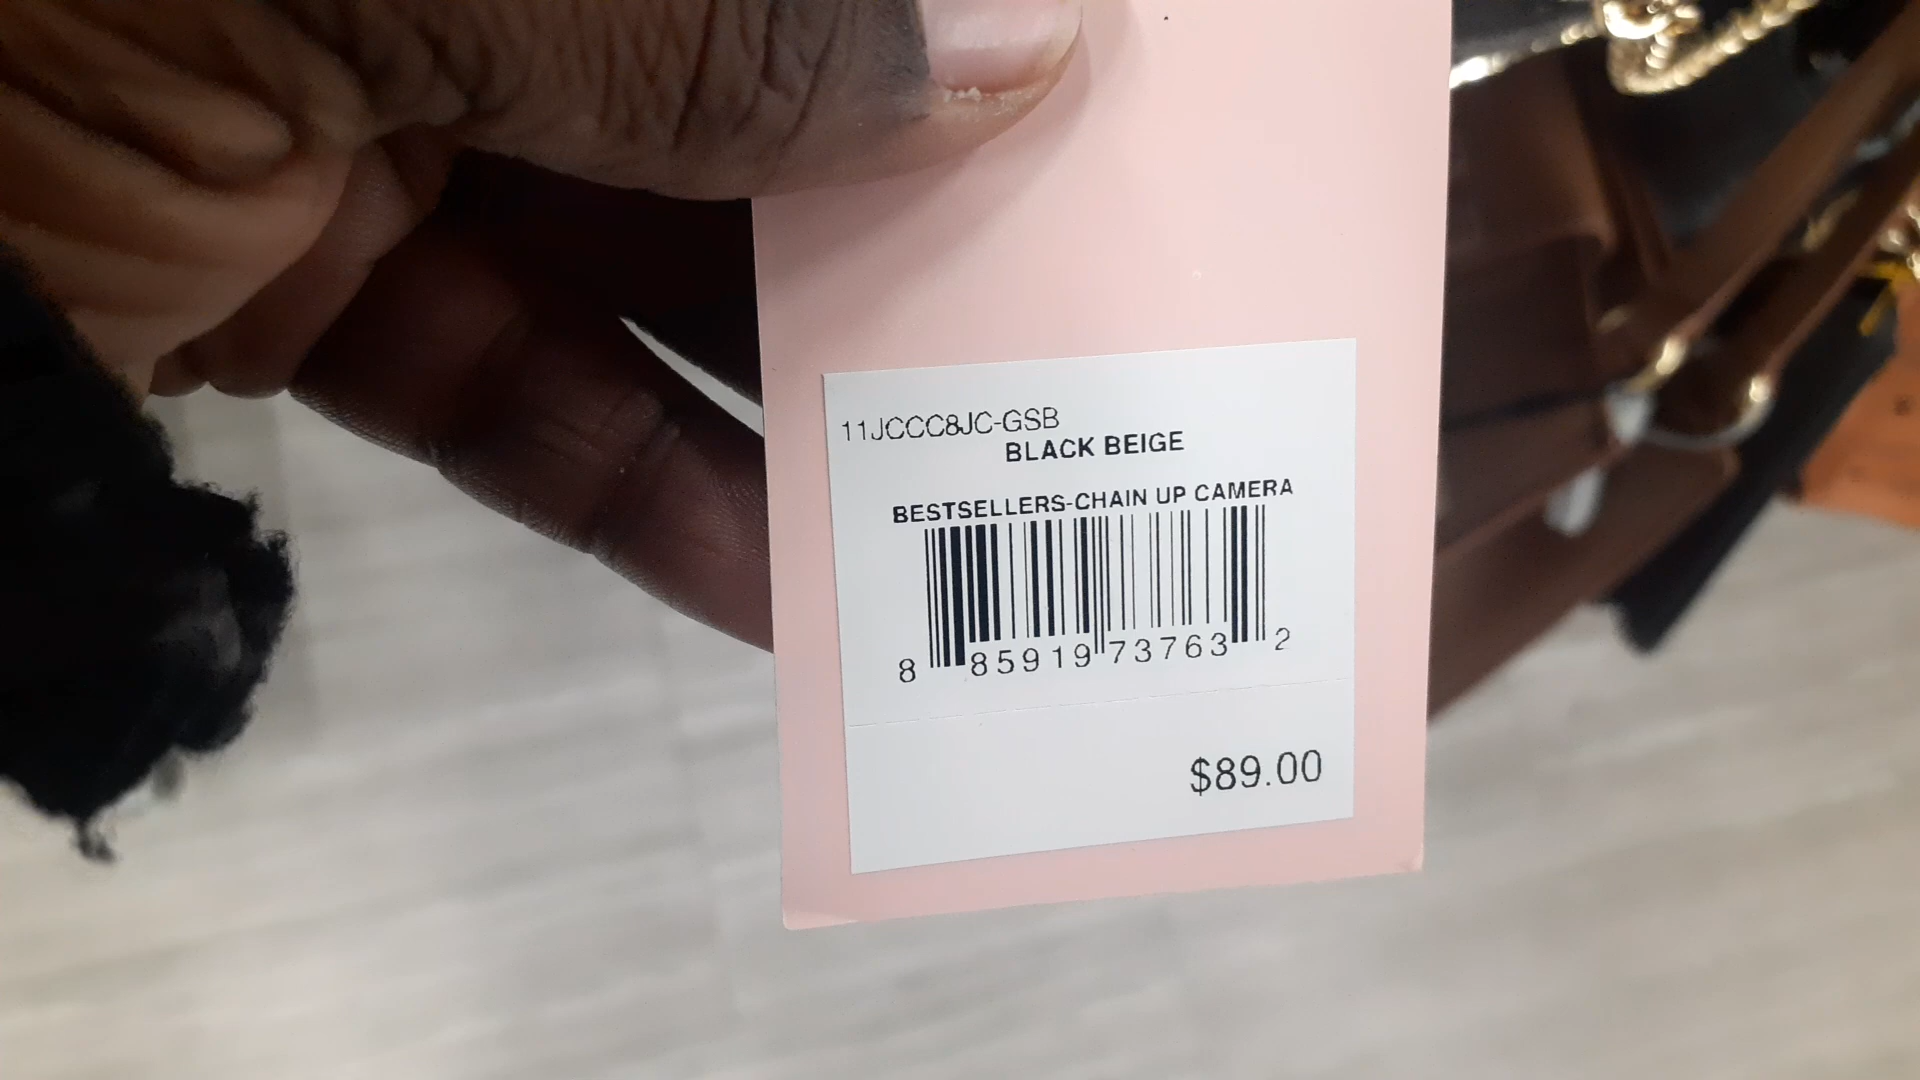 11JCCC8JC-GSB
BLACK BEIGE
BESTSELLERS-CHAIN UP CAMERA
8 85919 73763 2
$89.00